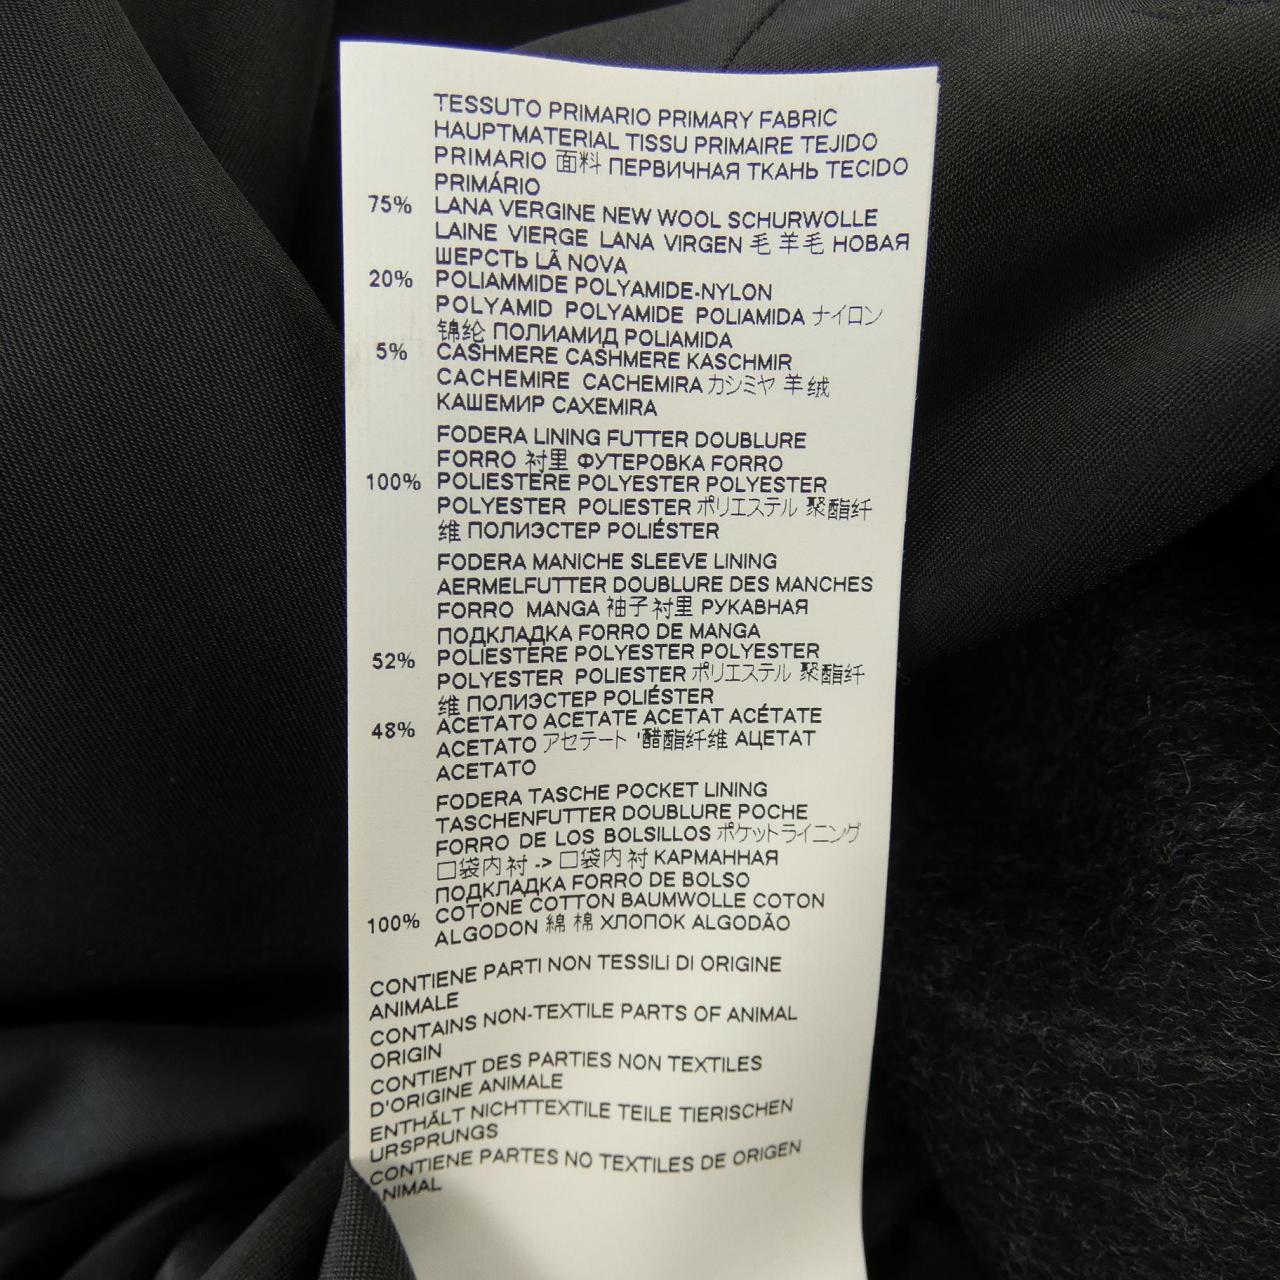 TESSUTO PRIMARIO PRIMARY FABRIC
HAUPTMATERIAL TISSU PRIMAIRE TEJIDO
PRIMARIO 面料 ПЕРВИЧНАЯ ТКАНЬ TECIDO
PRIMÁRIO
75% LANA VERGINE NEW WOOL SCHURWOLLE
LAINE VIERGE LANA VIRGEN 毛 羊毛 НОВАЯ
ШЕРСТЬ LÃ NOVA
20% POLIAMMIDE POLYAMIDE-NYLON
POLYAMID POLYAMIDE POLIAMIDA ナイロン
锦纶 ПОЛИАМИД POLIAMIDA
5% CASHMERE CASHMERE KASCHMIR
CACHEMIRE CACHEMIRA カシミヤ 羊绒
КАШЕМИР CAXEMIRA
FODERA LINING FUTTER DOUBLURE
FORRO 衬里 ФУТЕРОВКА FORRO
100% POLIESTERE POLYESTER POLYESTER
POLYESTER POLIESTER ポリエステル 聚酯纤
维 ПОЛИЭСТЕР POLIÉSTER
FODERA MANICHE SLEEVE LINING
AERMELFUTTER DOUBLURE DES MANCHES
FORRO MANGA 袖子衬里 РУКАВНАЯ
ПОДКЛАДКА FORRO DE MANGA
52% POLIESTERE POLYESTER POLYESTER
POLYESTER POLIESTER ポリエステル 聚酯纤
维 ПОЛИЭСТЕР POLIÉSTER
48% ACETATO ACETATE ACETAT ACÉTATE
ACETATO アセテート '醋酯纤维 АЦЕТАТ
ACETATO
FODERA TASCHE POCKET LINING
TASCHENFUTTER DOUBLURE POCHE
FORRO DE LOS BOLSILLOS ポケットライニング
口袋内衬 -> 口袋内衬 КАРМАННАЯ
ПОДКЛАДКА FORRO DE BOLSO
100% COTONE COTTON BAUMWOLLE COTON
ALGODON 綿 棉 ХЛОПОК ALGODÃO
CONTIENE PARTI NON TESSILI DI ORIGINE
ANIMALE
CONTAINS NON-TEXTILE PARTS OF ANIMAL
ORIGIN
CONTIENT DES PARTIES NON TEXTILES
D'ORIGINE ANIMALE
ENTHÄLT NICHTTEXTILE TEILE TIERISCHEN
URSPRUNGS
CONTIENE PARTES NO TEXTILES DE ORIGEN
ANIMAL